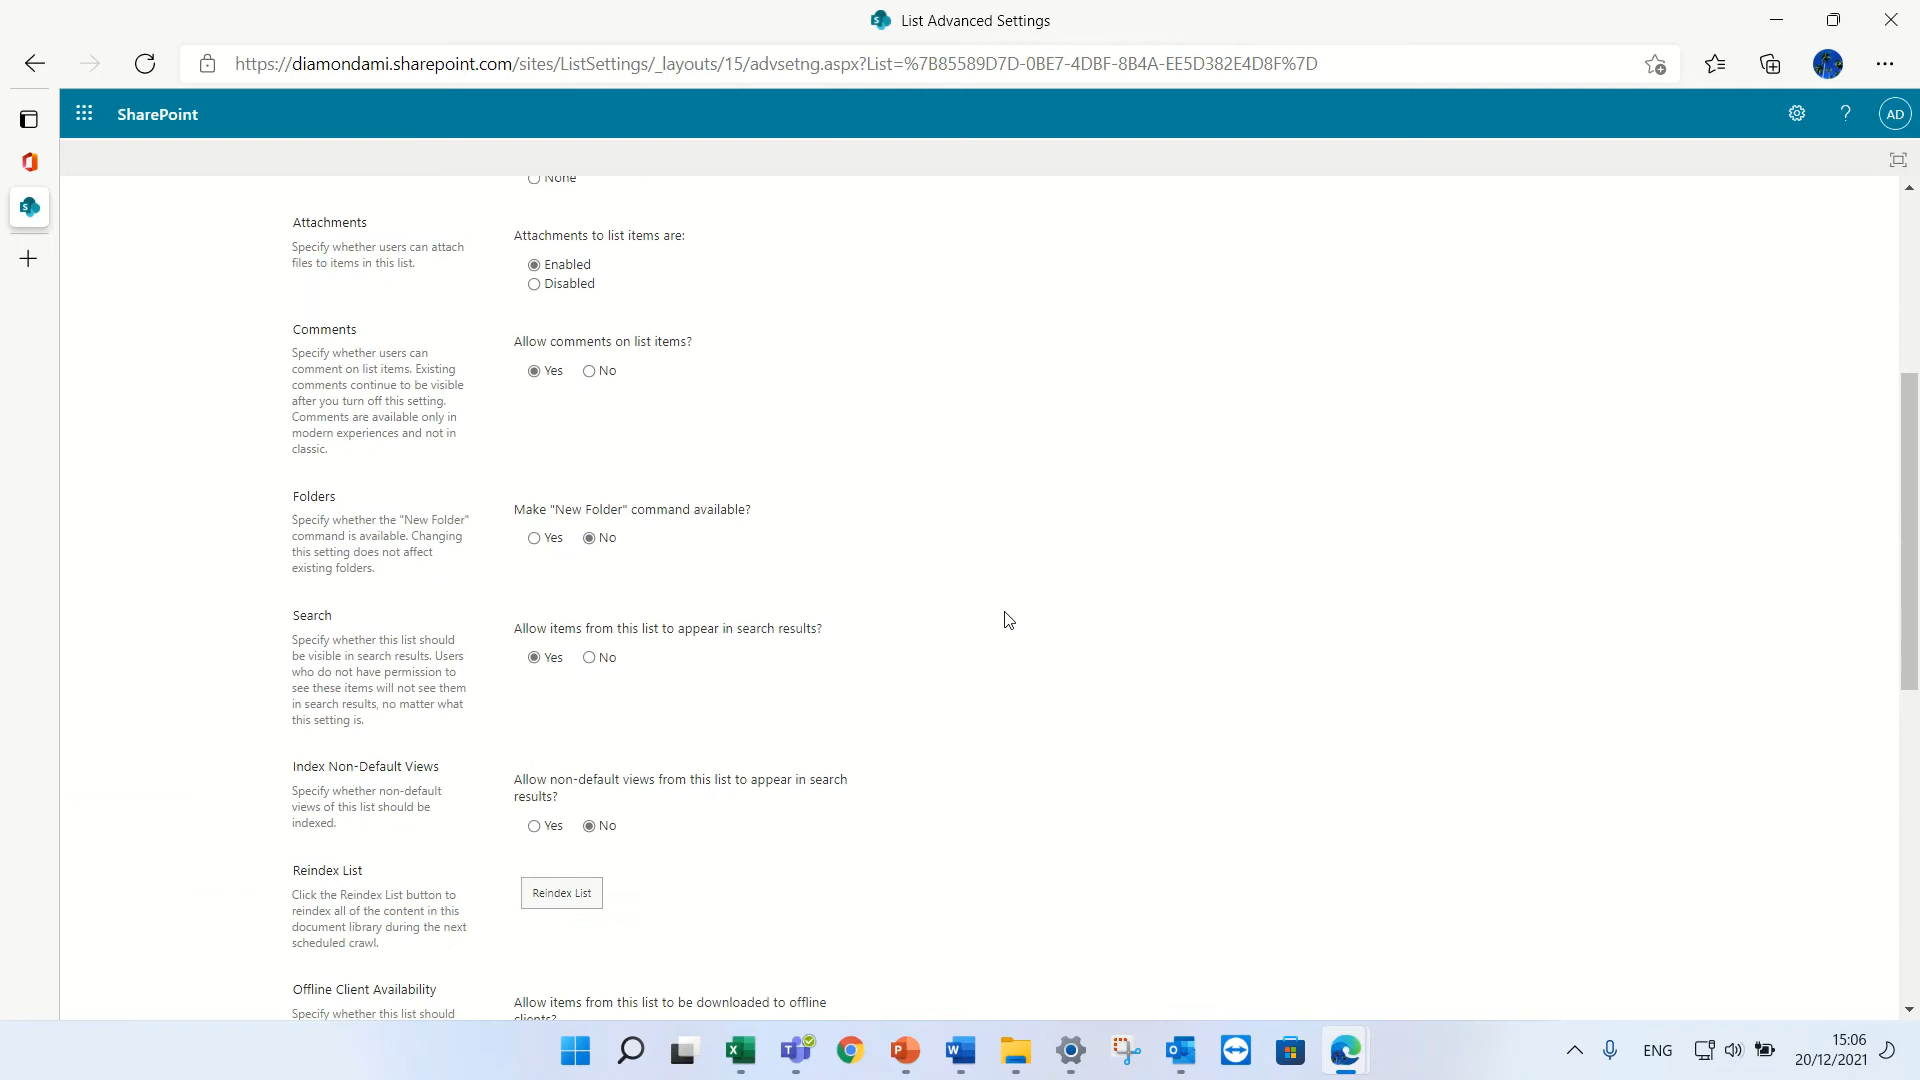 List Advanced Settings
https://diamondami.sharepoint.com/sites/ListSettings/_layouts/15/advsetng.aspx?List=%7B85589D7D-0BE7-4DBF-8B4A-EE5D382E4D8F%7D
SharePoint
AD
None
Attachments
Specify whether users can attach
files to items in this list.
Attachments to list items are:
Enabled
Disabled
Comments
Specify whether users can
comment on list items. Existing
comments continue to be visible
after you turn off this setting.
Comments are available only in
modern experiences and not in
classic.
Allow comments on list items?
Yes No
Folders
Specify whether the "New Folder"
command is available. Changing
this setting does not affect
existing folders.
Make "New Folder" command available?
Yes No
Search
Specify whether this list should
be visible in search results. Users
who do not have permission to
see these items will not see them
in search results, no matter what
this setting is.
Allow items from this list to appear in search results?
Yes No
Index Non-Default Views
Specify whether non-default
views of this list should be
indexed.
Allow non-default views from this list to appear in search
results?
Yes No
Reindex List
Click the Reindex List button to
reindex all of the content in this
document library during the next
scheduled crawl.
Reindex List
Offline Client Availability
Specify whether this list should
Allow items from this list to be downloaded to offline
clients?
ENG
15:06
20/12/2021